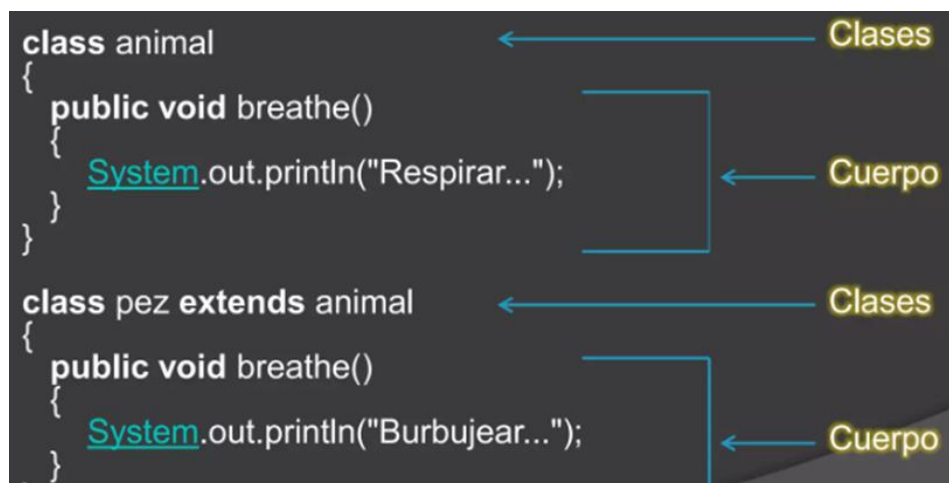 class animal Clases
{
public void breathe()
{
System.out.println("Respirar..."); Cuerpo
}
}
class pez extends animal Clases
{
public void breathe()
{
System.out.println("Burbujear..."); Cuerpo
}